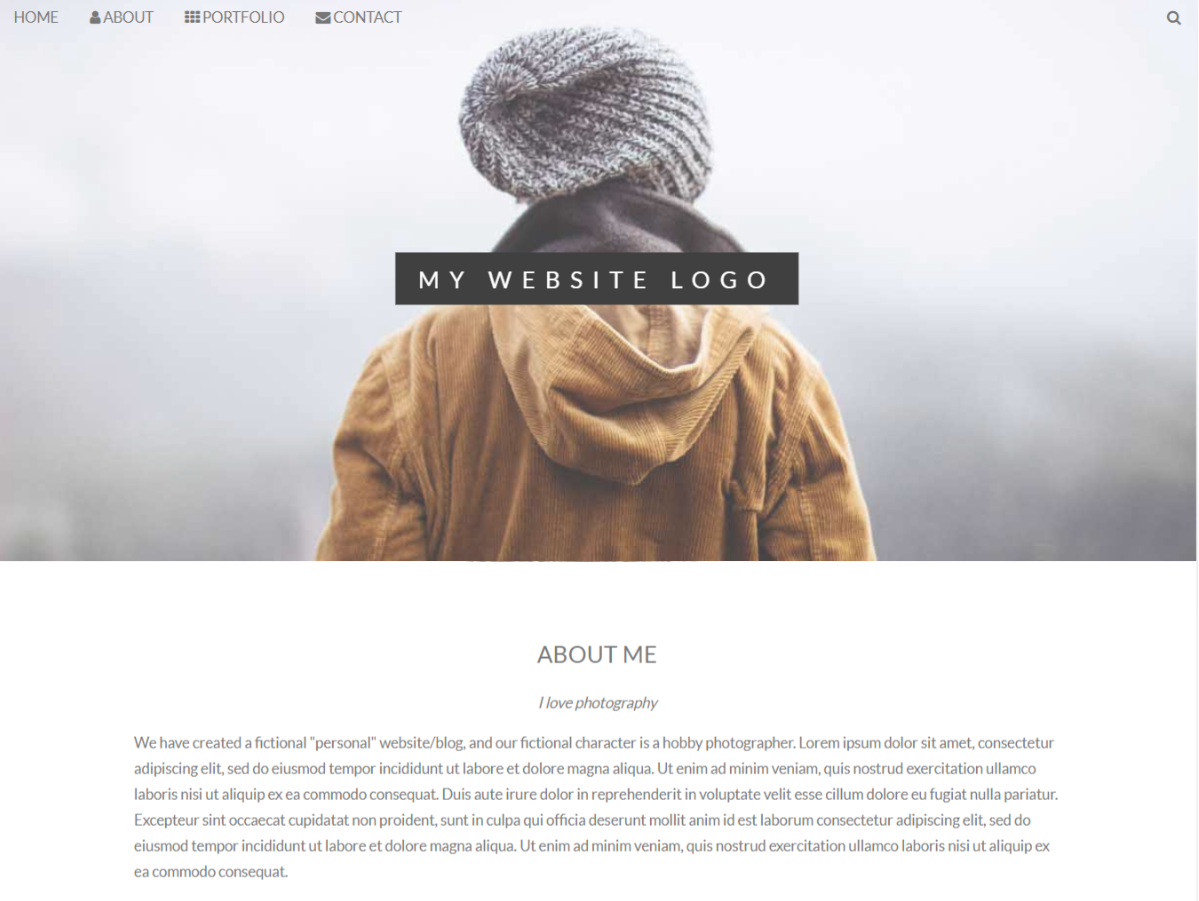 HOME ABOUT PORTFOLIO CONTACT
MY WEBSITE LOGO
ABOUT ME
I love photography
We have created a fictional "personal" website/blog, and our fictional character is a hobby photographer. Lorem ipsum dolor sit amet, consectetur
adipiscing elit, sed do eiusmod tempor incididunt ut labore et dolore magna aliqua. Ut enim ad minim veniam, quis nostrud exercitation ullamco
laboris nisi ut aliquip ex ea commodo consequat. Duis aute irure dolor in reprehenderit in voluptate velit esse cillum dolore eu fugiat nulla pariatur.
Excepteur sint occaecat cupidatat non proident, sunt in culpa qui officia deserunt mollit anim id est laborum consectetur adipiscing elit, sed do
eiusmod tempor incididunt ut labore et dolore magna aliqua. Ut enim ad minim veniam, quis nostrud exercitation ullamco laboris nisi ut aliquip ex
ea commodo consequat.